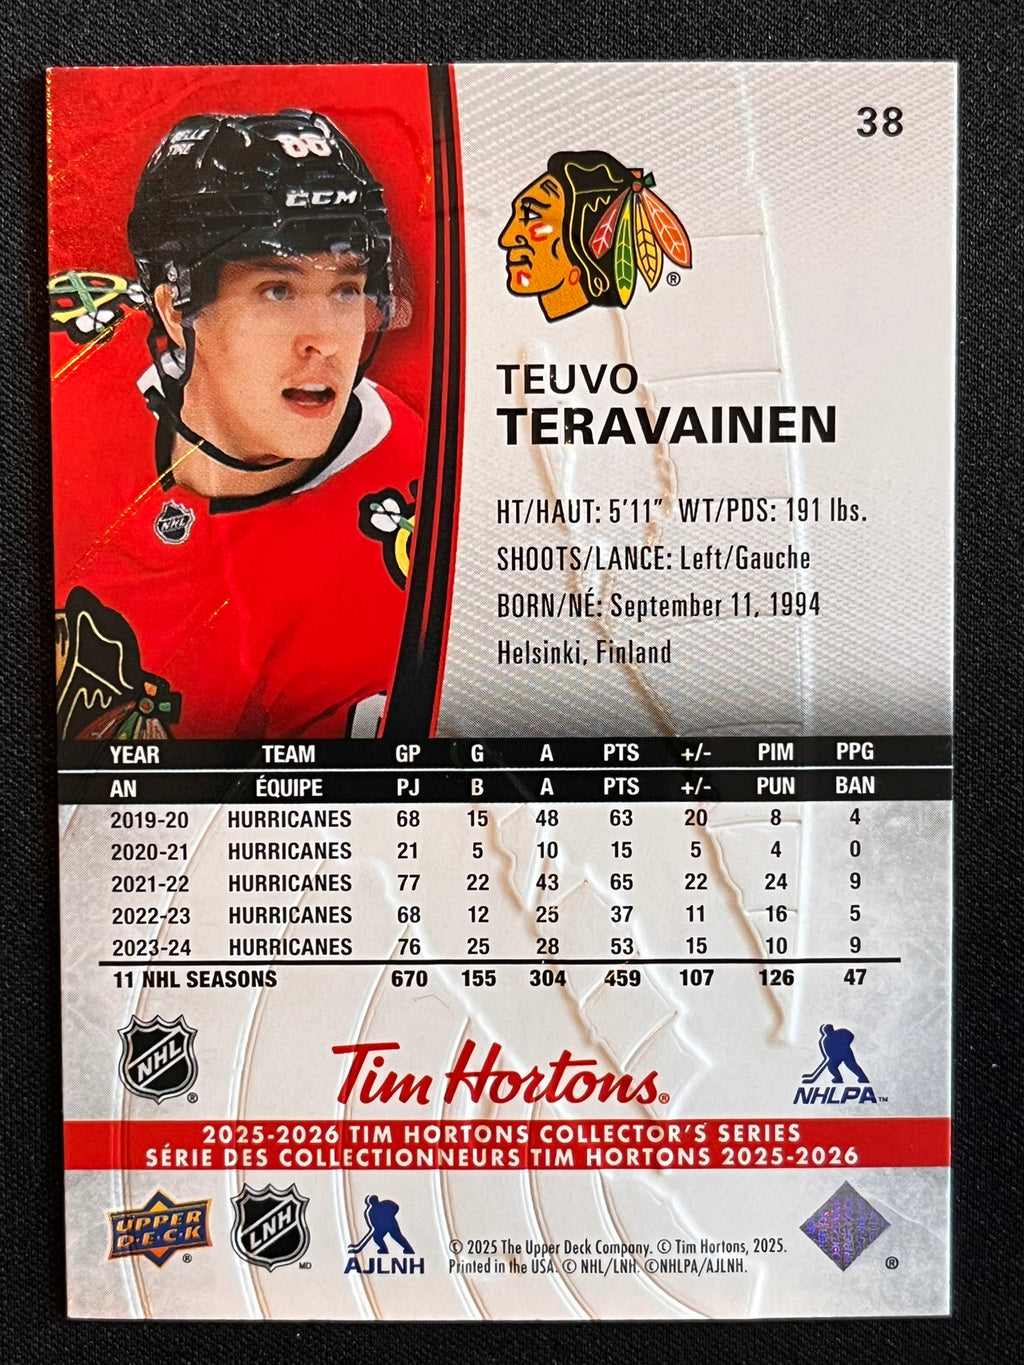 38
BELLE
TIRE
86
CCM
NHL
®
TEUVO
TERAVAINEN
HT/HAUT: 5'11" WT/PDS: 191 lbs.
SHOOTS/LANCE: Left/Gauche
BORN/NÉ: September 11, 1994
Helsinki, Finland
YEAR TEAM GP G A PTS +/- PIM PPG
AN ÉQUIPE PJ B A PTS +/- PUN BAN
2019-20 HURRICANES 68 15 48 63 20 8 4
2020-21 HURRICANES 21 5 10 15 5 4 0
2021-22 HURRICANES 77 22 43 65 22 24 9
2022-23 HURRICANES 68 12 25 37 11 16 5
2023-24 HURRICANES 76 25 28 53 15 10 9
11 NHL SEASONS 670 155 304 459 107 126 47
NHL ®
Tim Hortons®
NHLPA™
2025-2026 TIM HORTONS COLLECTOR'S SERIES
SÉRIE DES COLLECTIONNEURS TIM HORTONS 2025-2026
UPPER DECK ®
LNH MD
AJLNH
© 2025 The Upper Deck Company. © Tim Hortons, 2025.
Printed in the USA. © NHL/LNH. ©NHLPA/AJLNH.
®